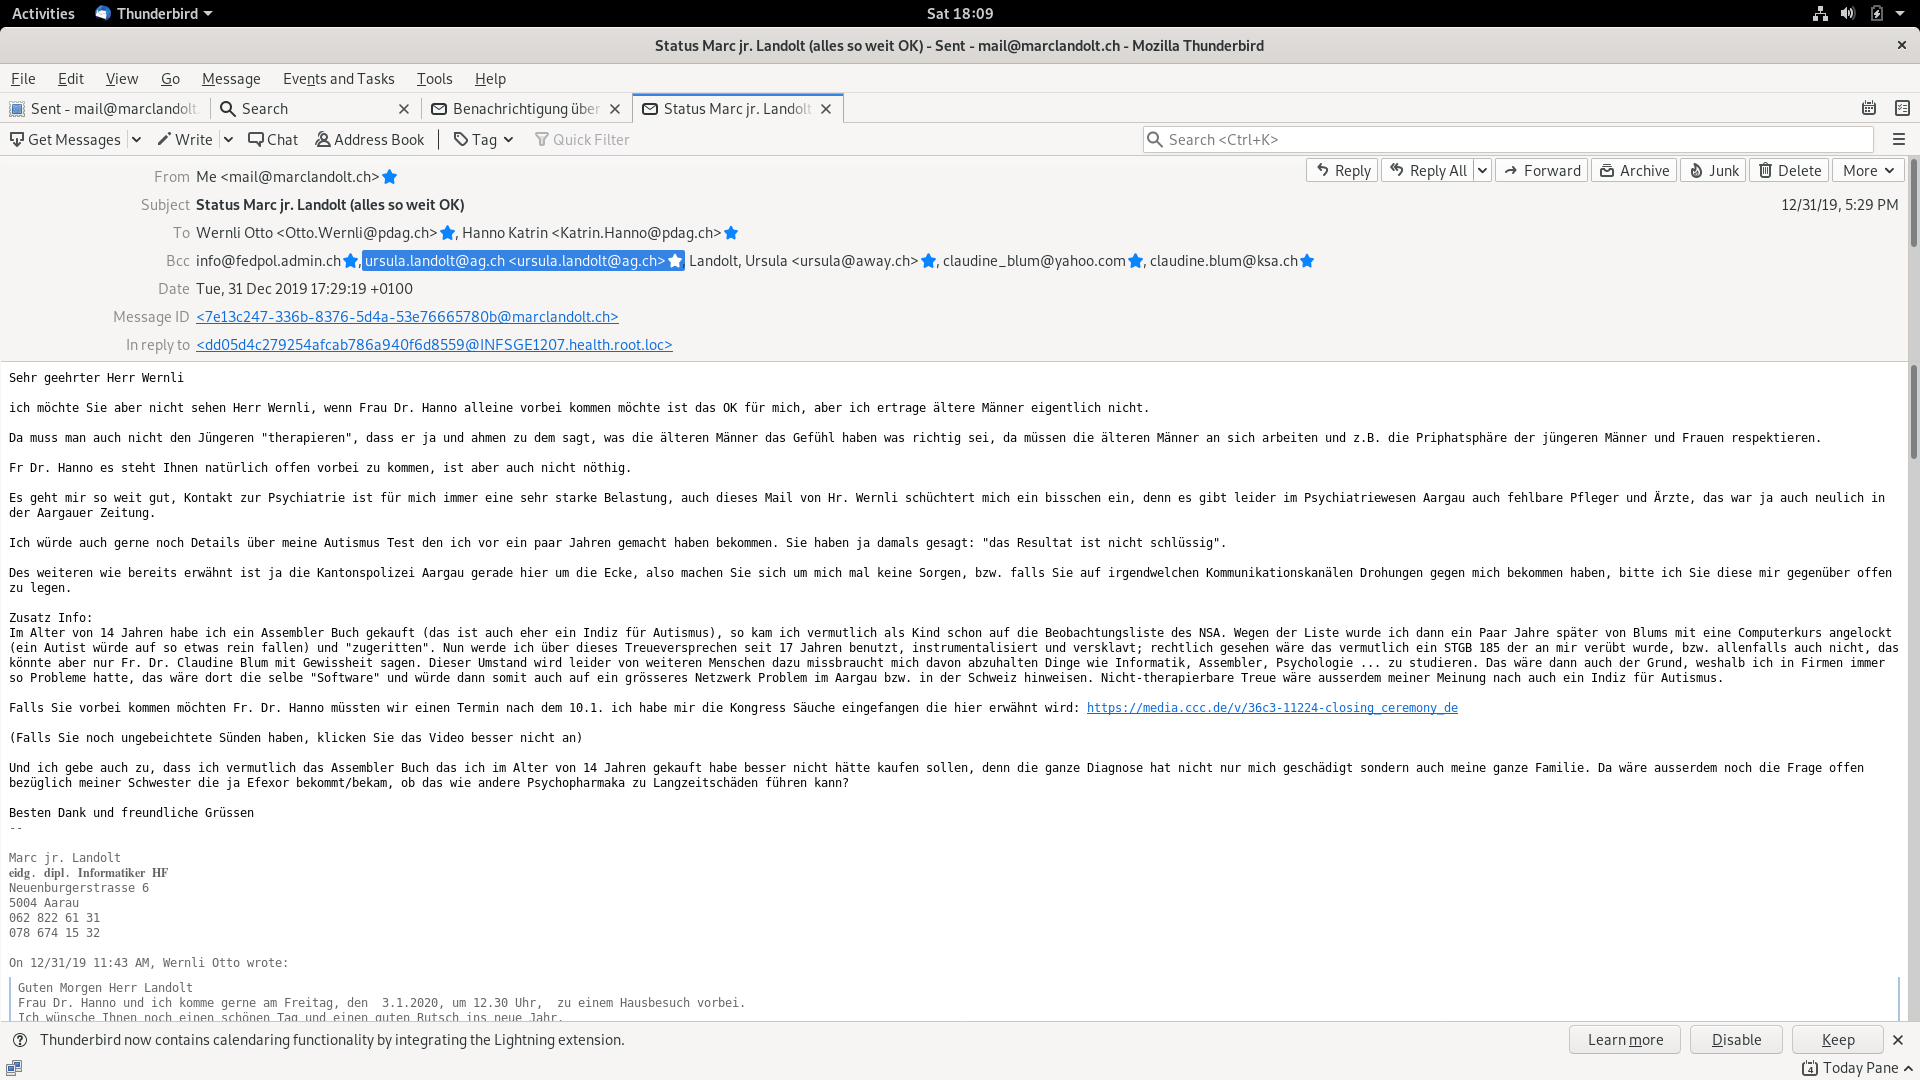 Activities
Thunderbird
Sat 18:09
Status Marc jr. Landolt (alles so weit OK) - Sent - mail@marclandolt.ch - Mozilla Thunderbird
File Edit View Go Message Events and Tasks Tools Help
Sent - mail@marclandolt. Search Benachrichtigung über Status Marc jr. Landolt
Get Messages Write Chat Address Book Tag Quick Filter Search <Ctrl+K>
From Me <mail@marclandolt.ch> Reply Reply All Forward Archive Junk Delete More
Subject Status Marc jr. Landolt (alles so weit OK) 12/31/19, 5:29 PM
To Wernli Otto <Otto.Wernli@pdag.ch>, Hanno Katrin <Katrin.Hanno@pdag.ch>
Bcc info@fedpol.admin.ch, ursula.landolt@ag.ch <ursula.landolt@ag.ch> Landolt, Ursula <ursula@away.ch>, claudine_blum@yahoo.com, claudine.blum@ksa.ch
Date Tue, 31 Dec 2019 17:29:19 +0100
Message ID <7e13c247-336b-8376-5d4a-53e76665780b@marclandolt.ch>
In reply to <dd05d4c279254afcab786a940f6d8559@INFSGE1207.health.root.loc>
Sehr geehrter Herr Wernli
ich möchte Sie aber nicht sehen Herr Wernli, wenn Frau Dr. Hanno alleine vorbei kommen möchte ist das OK für mich, aber ich ertrage ältere Männer eigentlich nicht.
Da muss man auch nicht den Jüngeren "therapieren", dass er ja und ahmen zu dem sagt, was die älteren Männer das Gefühl haben was richtig sei, da müssen die älteren Männer an sich arbeiten und z.B. die Priphatsphäre der jüngeren Männer und Frauen respektieren.
Fr Dr. Hanno es steht Ihnen natürlich offen vorbei zu kommen, ist aber auch nicht nöthig.
Es geht mir so weit gut, Kontakt zur Psychiatrie ist für mich immer eine sehr starke Belastung, auch dieses Mail von Hr. Wernli schüchtert mich ein bisschen ein, denn es gibt leider im Psychiatriewesen Aargau auch fehlbare Pfleger und Ärzte, das war ja auch neulich in
der Aargauer Zeitung.
Ich würde auch gerne noch Details über meine Autismus Test den ich vor ein paar Jahren gemacht haben bekommen. Sie haben ja damals gesagt: "das Resultat ist nicht schlüssig".
Des weiteren wie bereits erwähnt ist ja die Kantonspolizei Aargau gerade hier um die Ecke, also machen Sie sich um mich mal keine Sorgen, bzw. falls Sie auf irgendwelchen Kommunikationskanälen Drohungen gegen mich bekommen haben, bitte ich Sie diese mir gegenüber offen
zu legen.
Zusatz Info:
Im Alter von 14 Jahren habe ich ein Assembler Buch gekauft (das ist auch eher ein Indiz für Autismus), so kam ich vermutlich als Kind schon auf die Beobachtungsliste des NSA. Wegen der Liste wurde ich dann ein Paar Jahre später von Blums mit eine Computerkurs angelockt
(ein Autist würde auf so etwas rein fallen) und "zugeritten". Nun werde ich über dieses Treueversprechen seit 17 Jahren benutzt, instrumentalisiert und versklavt; rechtlich gesehen wäre das vermutlich ein STGB 185 der an mir verübt wurde, bzw. allenfalls auch nicht, das
könnte aber nur Fr. Dr. Claudine Blum mit Gewissheit sagen. Dieser Umstand wird leider von weiteren Menschen dazu missbraucht mich davon abzuhalten Dinge wie Informatik, Assembler, Psychologie ... zu studieren. Das wäre dann auch der Grund, weshalb ich in Firmen immer
so Probleme hatte, das wäre dort die selbe "Software" und würde dann somit auch auf ein grösseres Netzwerk Problem im Aargau bzw. in der Schweiz hinweisen. Nicht-therapierbare Treue wäre ausserdem meiner Meinung nach auch ein Indiz für Autismus.
Falls Sie vorbei kommen möchten Fr. Dr. Hanno müssten wir einen Termin nach dem 10.1. ich habe mir die Kongress Säuche eingefangen die hier erwähnt wird: https://media.ccc.de/v/36c3-11224-closing_ceremony_de
(Falls Sie noch ungebeichtete Sünden haben, klicken Sie das Video besser nicht an)
Und ich gebe auch zu, dass ich vermutlich das Assembler Buch das ich im Alter von 14 Jahren gekauft habe besser nicht hätte kaufen sollen, denn die ganze Diagnose hat nicht nur mich geschädigt sondern auch meine ganze Familie. Da wäre ausserdem noch die Frage offen
bezüglich meiner Schwester die ja Efexor bekommt/bekam, ob das wie andere Psychopharmaka zu Langzeitschäden führen kann?
Besten Dank und freundliche Grüssen
--
Marc jr. Landolt
eidg. dipl. Informatiker HF
Neuenburgerstrasse 6
5004 Aarau
062 822 61 31
078 674 15 32
On 12/31/19 11:43 AM, Wernli Otto wrote:
Guten Morgen Herr Landolt
Frau Dr. Hanno und ich komme gerne am Freitag, den 3.1.2020, um 12.30 Uhr, zu einem Hausbesuch vorbei.
Ich wünsche Ihnen noch einen schönen Tag und einen guten Rutsch ins neue Jahr.
Thunderbird now contains calendaring functionality by integrating the Lightning extension. Learn more Disable Keep
4 Today Pane